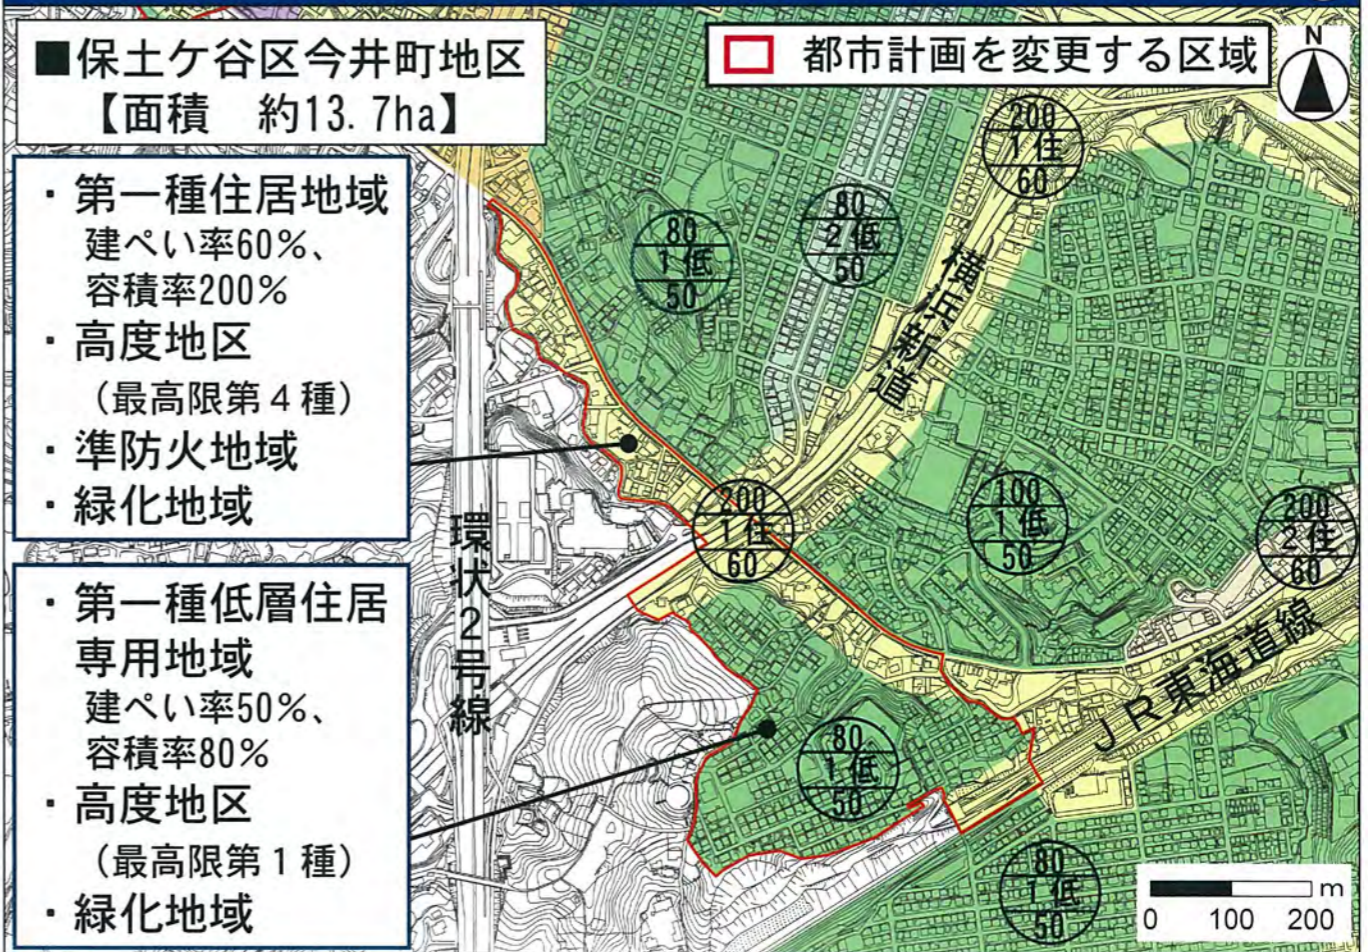 ■保土ケ谷区今井町地区
【面積　約13.7ha】
都市計画を変更する区域
N
・第一種住居地域
建ぺい率60％、
容積率200％
・高度地区
（最高限第４種）
・準防火地域
・緑化地域
・第一種低層住居
専用地域
建ぺい率50％、
容積率80％
・高度地区
（最高限第１種）
・緑化地域
200
1住
60
80
1低
50
80
2低
50
横浜新道
200
1住
60
100
1低
50
200
2住
60
環状2号線
ＪＲ東海道線
80
1低
50
80
1低
50
m
0 100 200